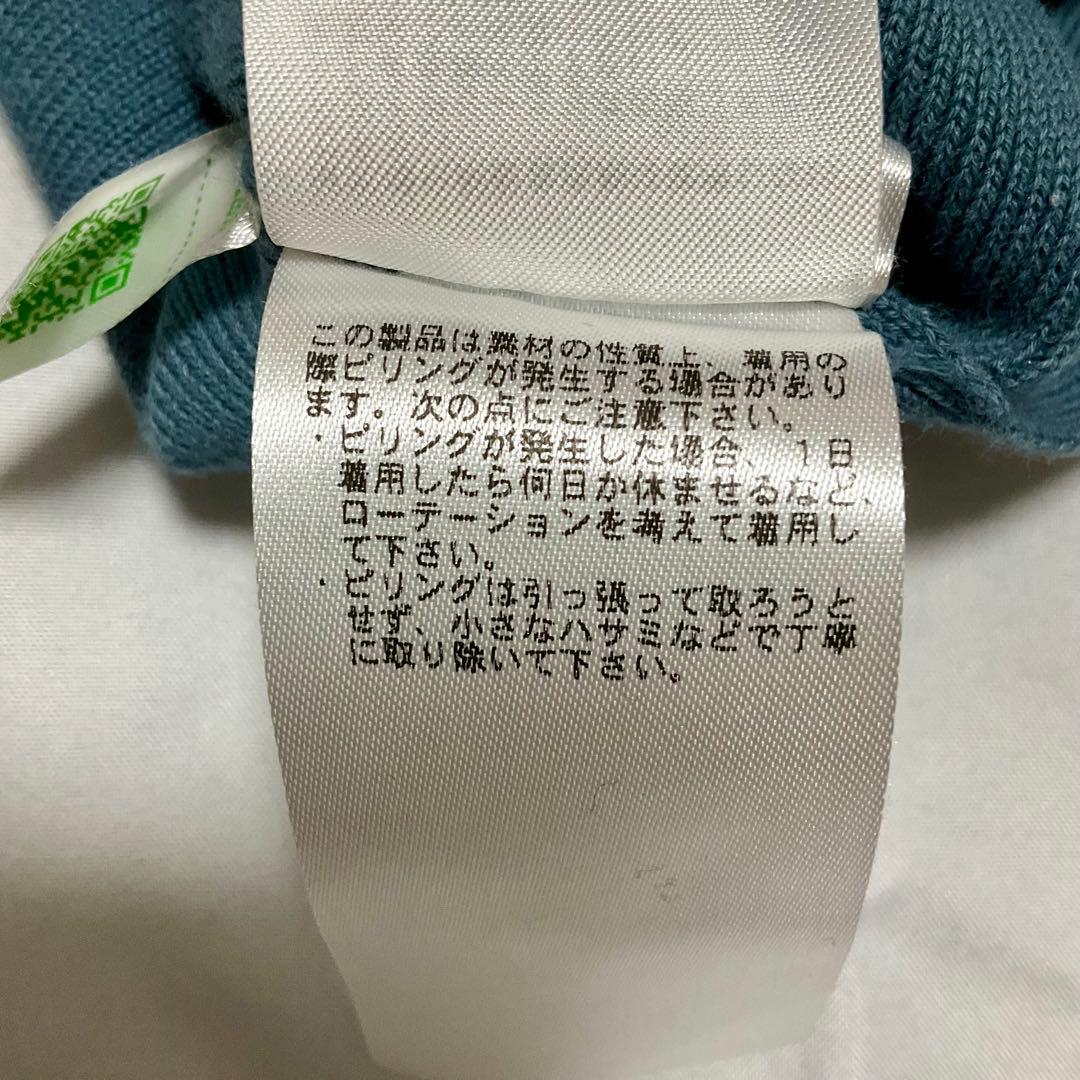 この製品は素材の性質上、着用の
際ピリングが発生する場合があり
ます。次の点にご注意下さい。
・ピリングが発生した場合、1日
着用したら何日か休ませるなど、
ローテーションを考えて着用し
て下さい。
・ピリングは引っ張って取ろうと
せず、小さなハサミなどで丁寧
に取り除いて下さい。